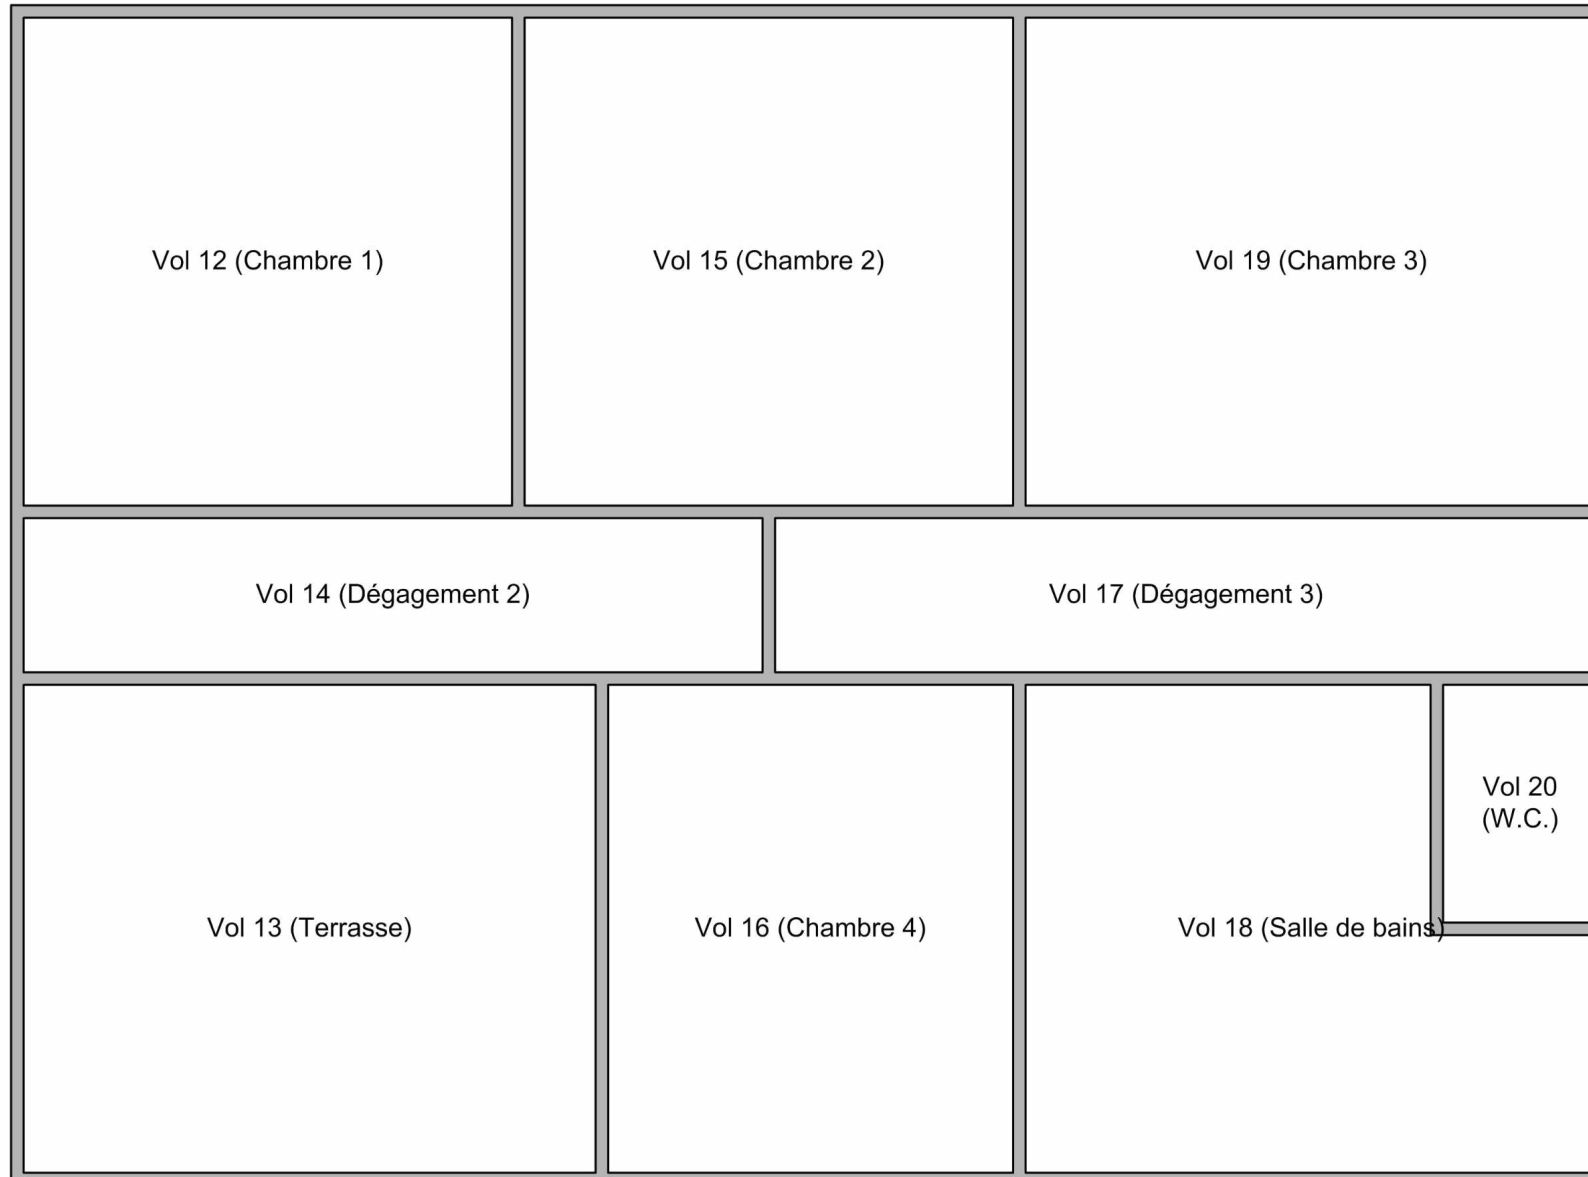 Vol 12 (Chambre 1)
Vol 15 (Chambre 2)
Vol 19 (Chambre 3)
Vol 14 (Dégagement 2)
Vol 17 (Dégagement 3)
Vol 13 (Terrasse)
Vol 16 (Chambre 4)
Vol 18 (Salle de bains)
Vol 20
(W.C.)